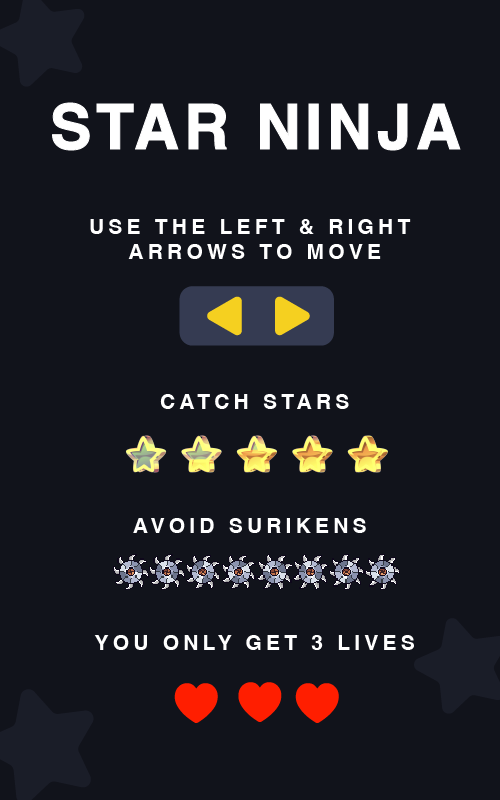 STAR NINJA
USE THE LEFT & RIGHT
ARROWS TO MOVE
CATCH STARS
AVOID SURIKENS
YOU ONLY GET 3 LIVES